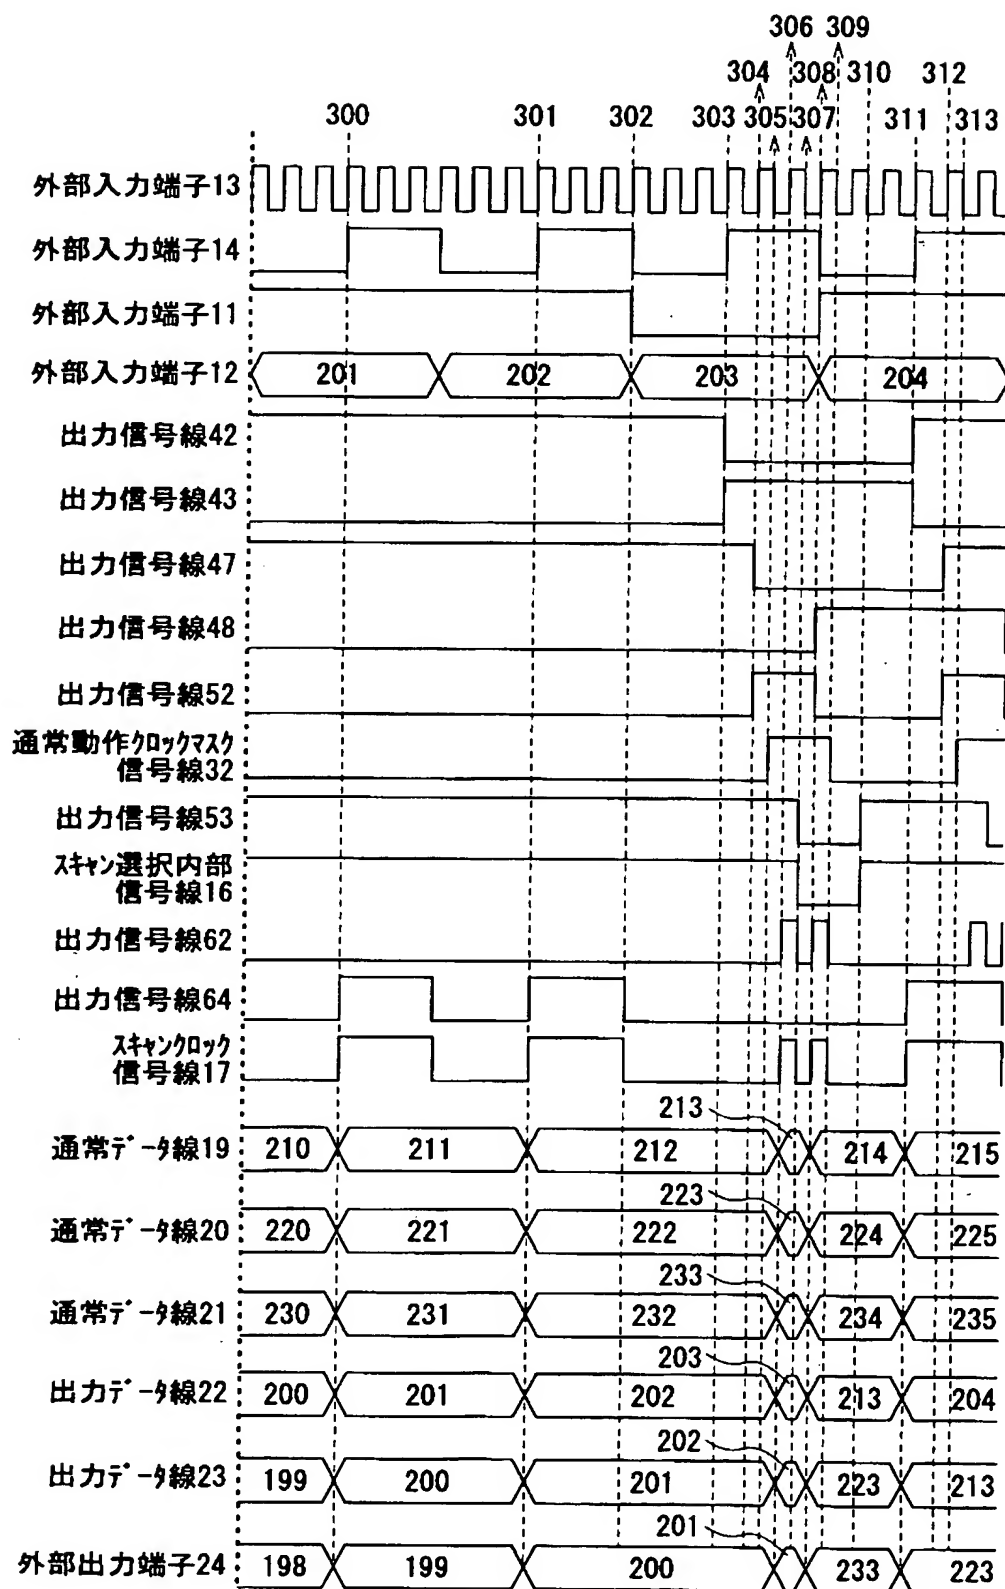 306 309
304 308 310 312
300 301 302 303 305 307 311 313
外部入力端子13
外部入力端子14
外部入力端子11
外部入力端子12 201 202 203 204
出力信号線42
出力信号線43
出力信号線47
出力信号線48
出力信号線52
通常動作クロックマスク
信号線32
出力信号線53
スキャン選択内部
信号線16
出力信号線62
出力信号線64
スキャンクロック
信号線17
213
通常データ線19 210 211 212 214 215
223
通常データ線20 220 221 222 224 225
233
通常データ線21 230 231 232 234 235
203
出力データ線22 200 201 202 213 204
202
出力データ線23 199 200 201 223 213
201
外部出力端子24 198 199 200 233 223